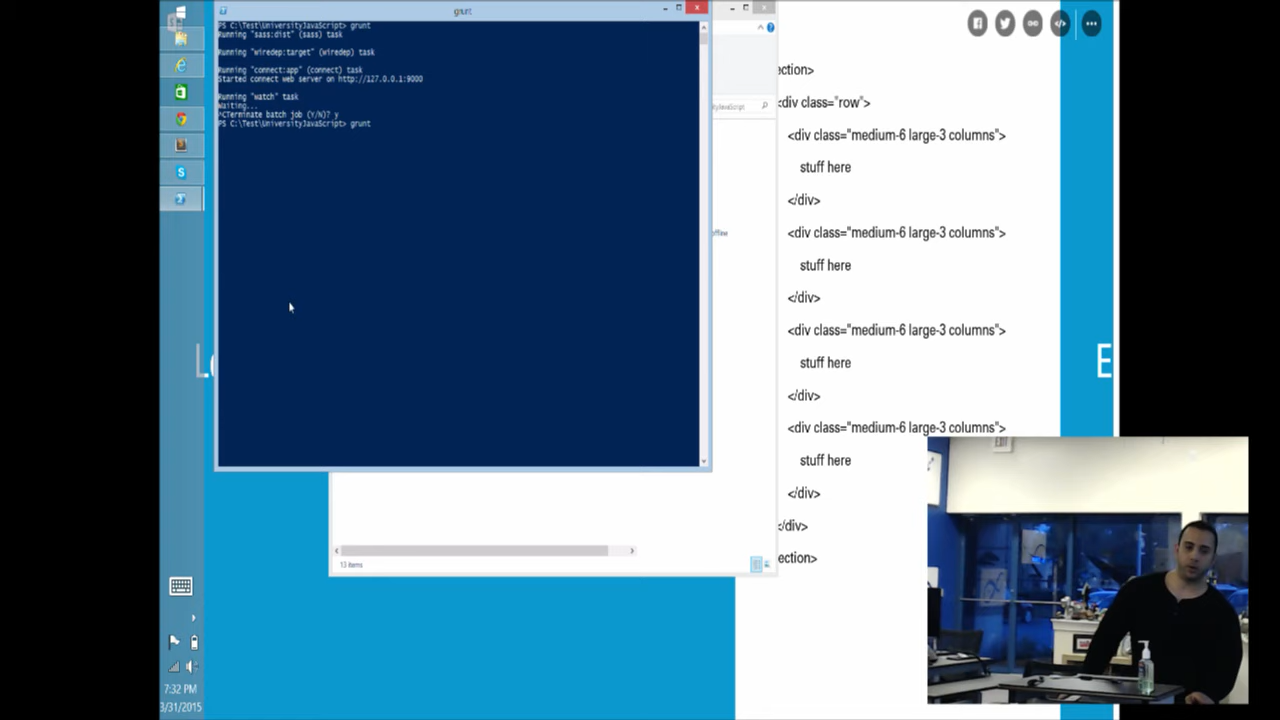 grunt
PS C:\Test\UniversityJavaScript> grunt
Running "sass:dist" (sass) task
Running "wiredep:target" (wiredep) task
Running "connect:app" (connect) task
Started connect web server on http://127.0.0.1:9000
Running "watch" task
Waiting...
^CTerminate batch job (Y/N)? y
PS C:\Test\UniversityJavaScript> grunt
ection>
<div class="row">
<div class="medium-6 large-3 columns">
stuff here
</div>
<div class="medium-6 large-3 columns">
stuff here
</div>
<div class="medium-6 large-3 columns">
stuff here
</div>
<div class="medium-6 large-3 columns">
stuff here
</div>
</div>
ection>
13 items
E
7:32 PM
3/31/2015